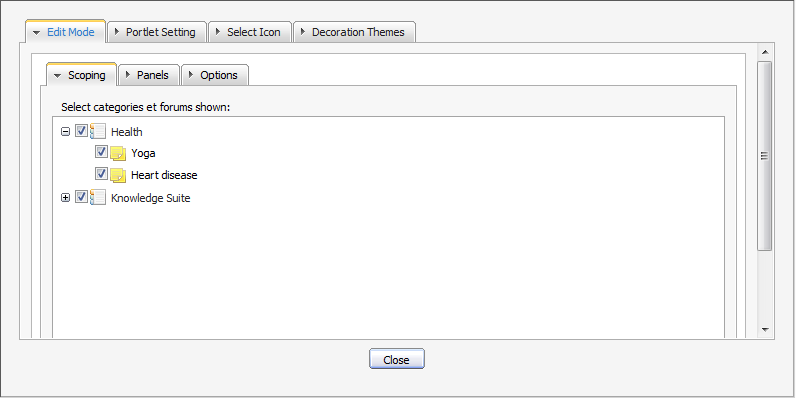 Edit Mode Portlet Setting Select Icon Decoration Themes
Scoping Panels Options
Select categories et forums shown:
Health
Yoga
Heart disease
Knowledge Suite
Close